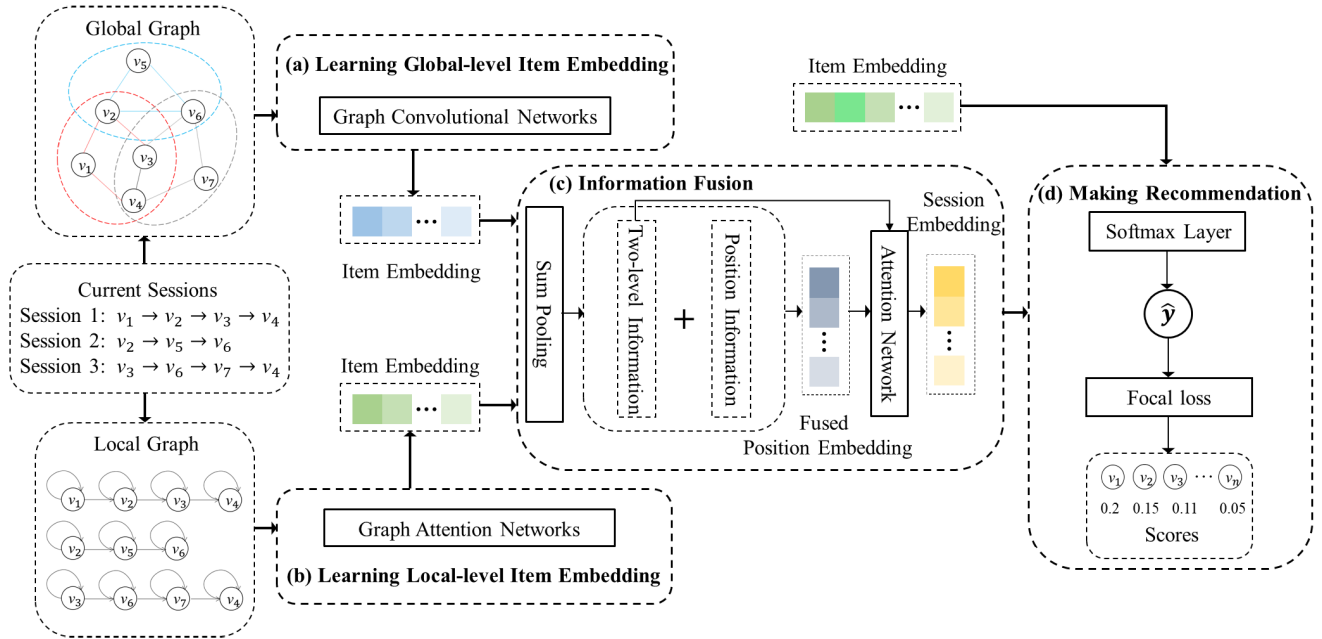 Global Graph
v5
v2
v6
v3
v1
v7
v4
(a) Learning Global-level Item Embedding
Graph Convolutional Networks
Item Embedding
Current Sessions
Session 1: v1 → v2 → v3 → v4
Session 2: v2 → v5 → v6
Session 3: v3 → v6 → v7 → v4
Item Embedding
Item Embedding
Local Graph
v1 v2 v3 v4
v2 v5 v6
v3 v6 v7 v4
Graph Attention Networks
(b) Learning Local-level Item Embedding
(c) Information Fusion
Sum Pooling
Two-level Information
+
Position Information
Fused
Position Embedding
Attention Network
Session
Embedding
(d) Making Recommendation
Softmax Layer
ŷ
Focal loss
v1 v2 v3 ⋯ vn
0.2 0.15 0.11 0.05
Scores